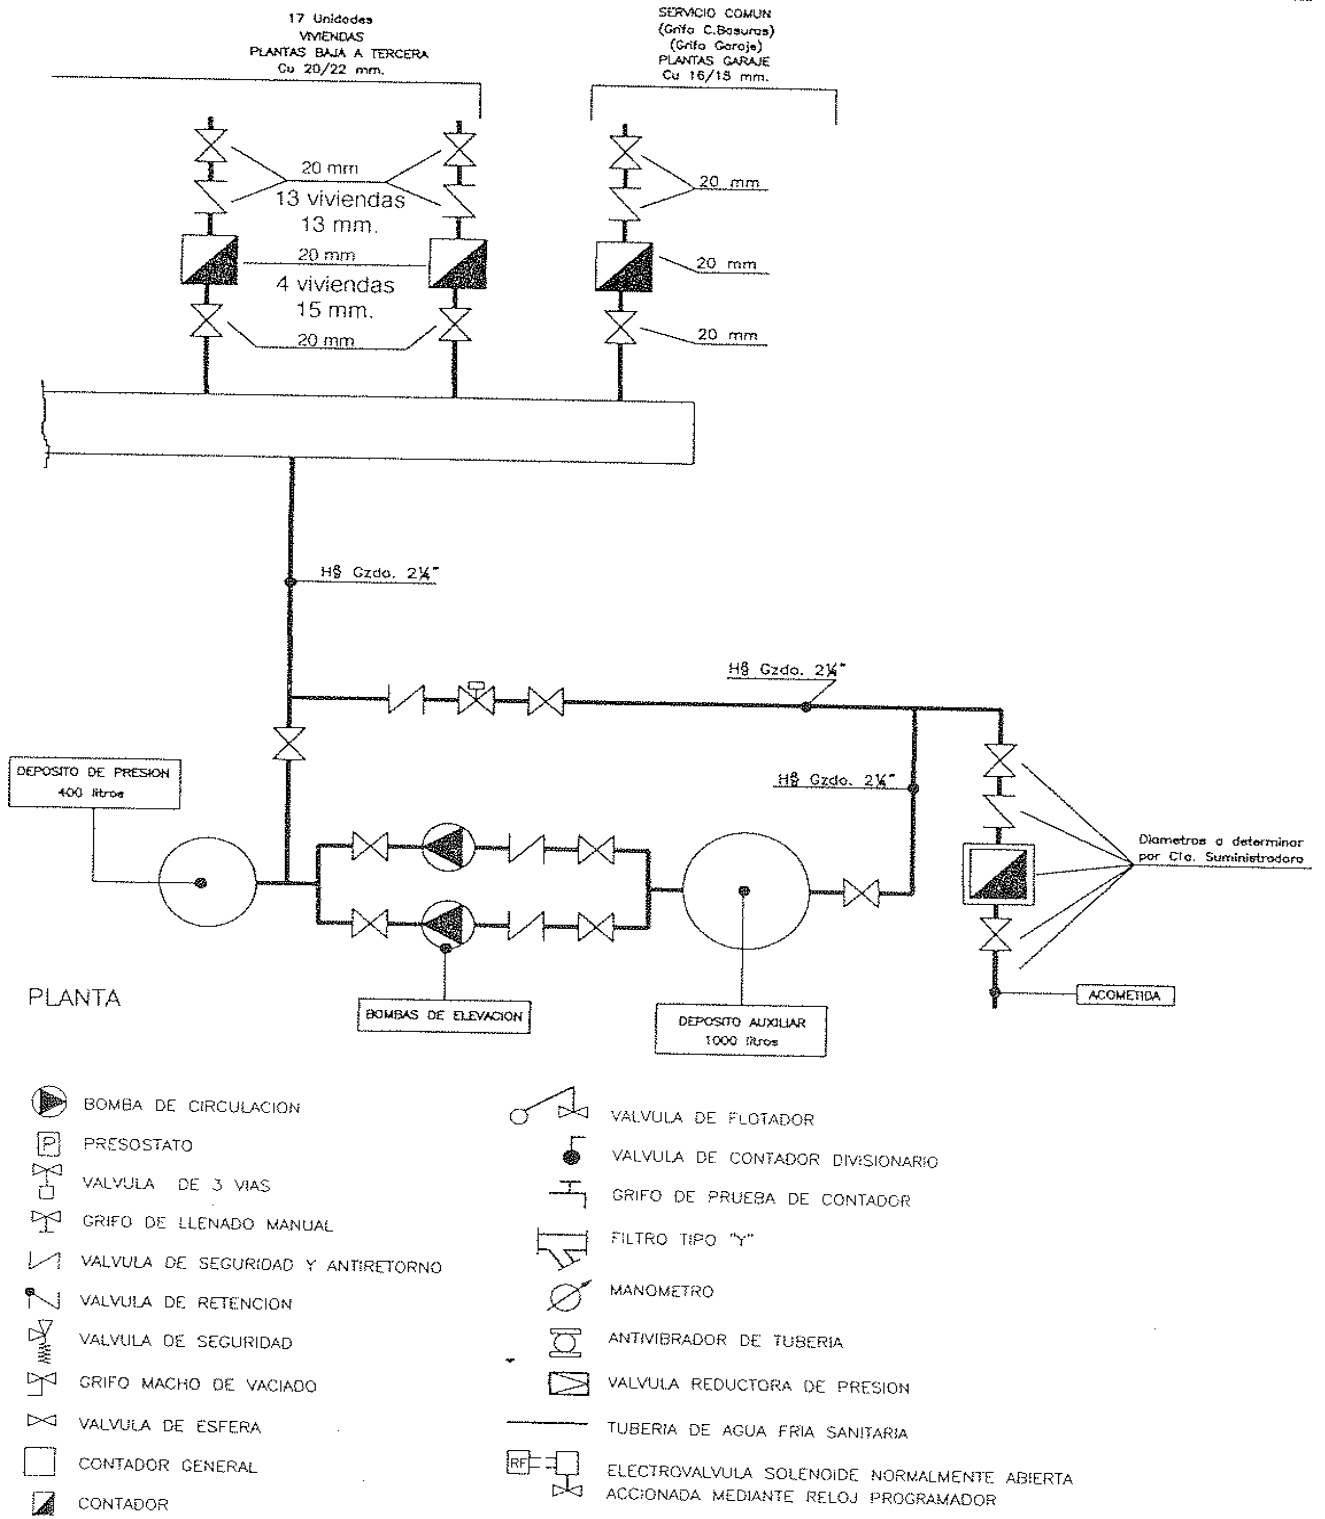 17 Unidades
VIVIENDAS
PLANTAS BAJA A TERCERA
Cu 20/22 mm.
SERVICIO COMUN
(Grifo C.Basuras)
(Grifo Garaje)
PLANTAS GARAJE
Cu 16/18 mm.
20 mm
13 viviendas
13 mm.
20 mm
4 viviendas
15 mm.
20 mm
20 mm
20 mm
20 mm
Hº Gzdo. 2¼"
Hº Gzdo. 2¼"
Hº Gzdo. 2¼"
DEPOSITO DE PRESION
400 litros
Diametros a determinar
por Cia. Suministradora
PLANTA
BOMBAS DE ELEVACION
DEPOSITO AUXILIAR
1000 litros
ACOMETIDA
BOMBA DE CIRCULACION
P
PRESOSTATO
VALVULA DE 3 VIAS
GRIFO DE LLENADO MANUAL
VALVULA DE SEGURIDAD Y ANTIRETORNO
VALVULA DE RETENCION
VALVULA DE SEGURIDAD
GRIFO MACHO DE VACIADO
VALVULA DE ESFERA
CONTADOR GENERAL
CONTADOR
VALVULA DE FLOTADOR
VALVULA DE CONTADOR DIVISIONARIO
GRIFO DE PRUEBA DE CONTADOR
FILTRO TIPO "Y"
MANOMETRO
ANTIVIBRADOR DE TUBERIA
VALVULA REDUCTORA DE PRESION
TUBERIA DE AGUA FRIA SANITARIA
RF
ELECTROVALVULA SOLENOIDE NORMALMENTE ABIERTA
ACCIONADA MEDIANTE RELOJ PROGRAMADOR